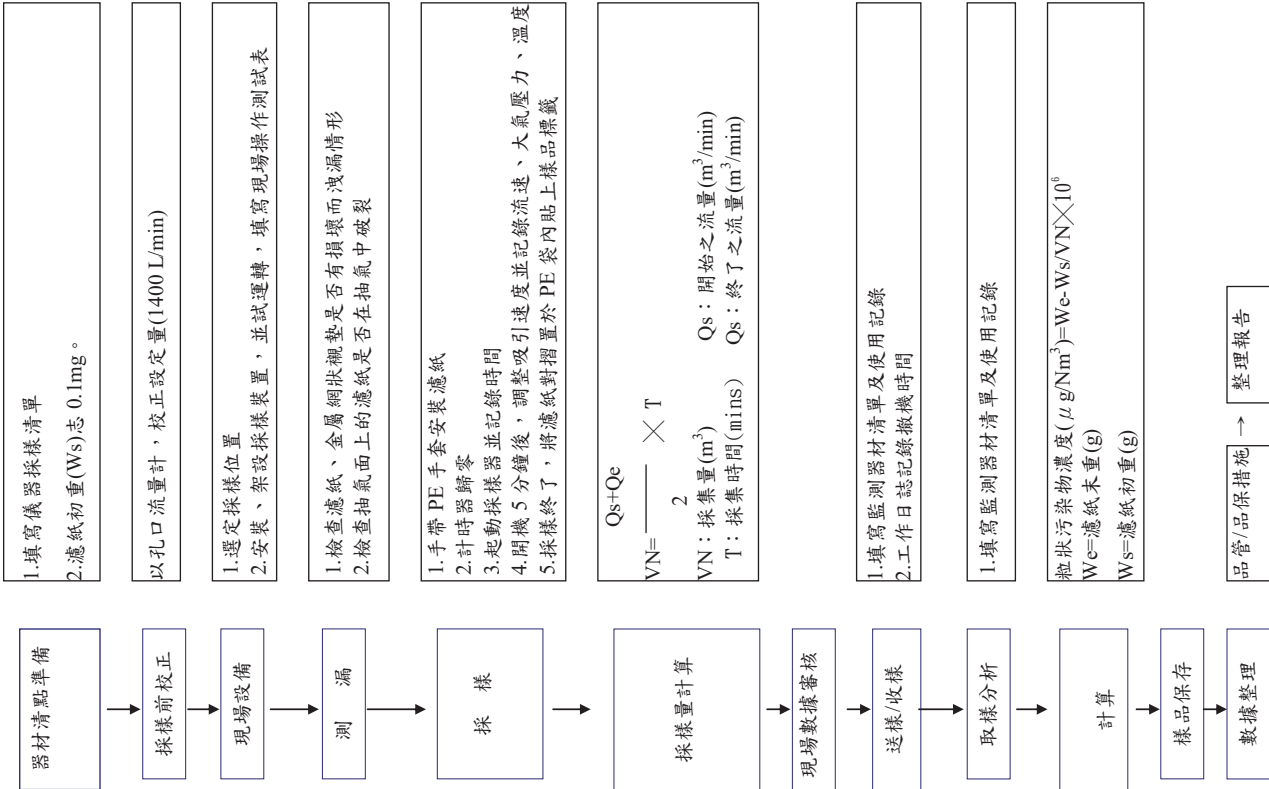 器材清點準備
1.填寫儀器採樣清單
2.濾紙初重(Ws)志 0.1mg。
採樣前校正
以孔口流量計，校正設定量(1400 L/min)
現場設備
1.選定採樣位置
2.安裝、架設採樣裝置，並試運轉，填寫現場操作測試表
測 漏
1.檢查濾紙、金屬網狀襯墊是否有損壞而洩漏情形
2.檢查抽氣面上的濾紙是否在抽氣中破裂
採 樣
1.手帶 PE 手套安裝濾紙
2.計時器歸零
3.起動採樣器並記錄時間
4.開機 5 分鐘後，調整吸引速度並記錄流速、大氣壓力、溫度
5.採樣終了，將濾紙對摺置於 PE 袋內貼上樣品標籤
採樣量計算
Qs+Qe
VN= ╳ T
2
VN：採集量(m³) Qs：開始之流量(m³/min)
T：採集時間(mins) Qs：終了之流量(m³/min)
現場數據審核
送樣/收樣
1.填寫監測器材清單及使用記錄
2.工作日誌記錄撤機時間
取樣分析
1.填寫監測器材清單及使用記錄
計算
粒狀污染物濃度(μg/Nm³)=We-Ws/VN╳10⁶
We=濾紙末重(g)
Ws=濾紙初重(g)
樣品保存
數據整理
品管/品保措施 → 整理報告